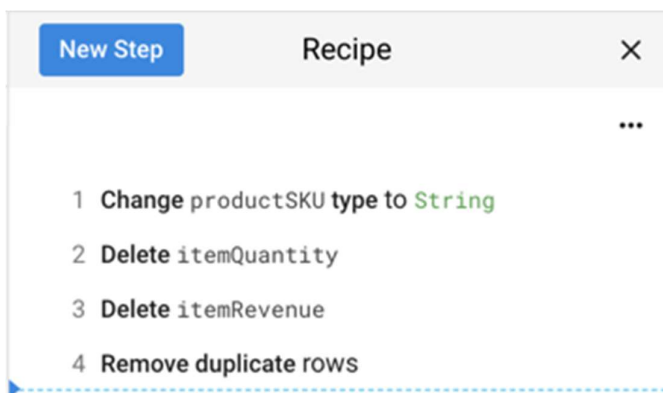 New Step Recipe ×
...
1 Change productSKU type to String
2 Delete itemQuantity
3 Delete itemRevenue
4 Remove duplicate rows